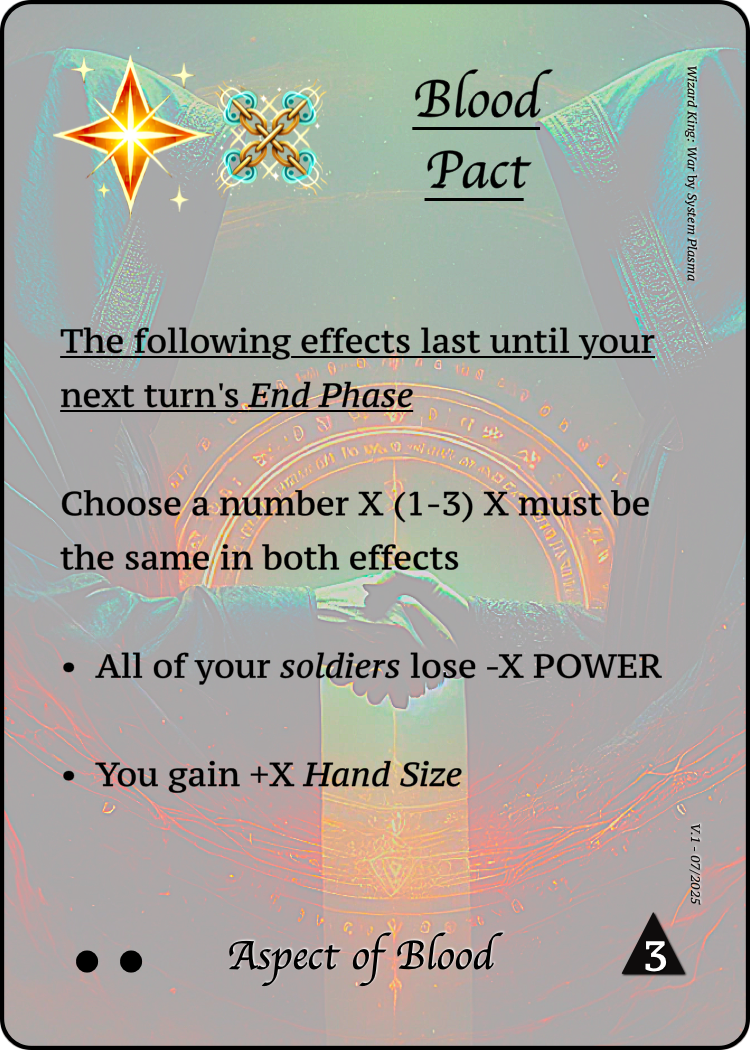 Blood
Pact
Wizard King: War by System Plasma
The following effects last until your
next turn's End Phase
Choose a number X (1-3) X must be
the same in both effects
• All of your soldiers lose -X POWER
• You gain +X Hand Size
V.1 - 07/2025
Aspect of Blood
3